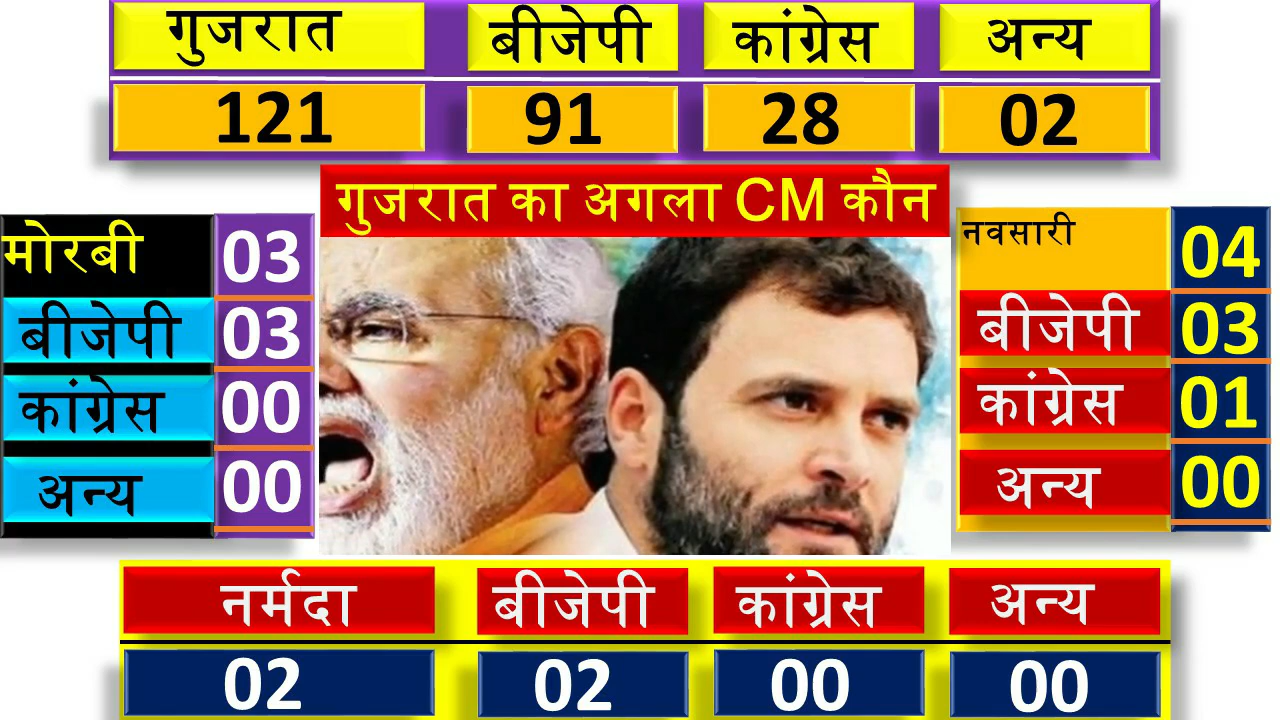 गुजरात बीजेपी कांग्रेस अन्य
121 91 28 02
गुजरात का अगला CM कौन
मोरबी 03
बीजेपी 03
कांग्रेस 00
अन्य 00
नवसारी 04
बीजेपी 03
कांग्रेस 01
अन्य 00
नर्मदा बीजेपी कांग्रेस अन्य
02 02 00 00